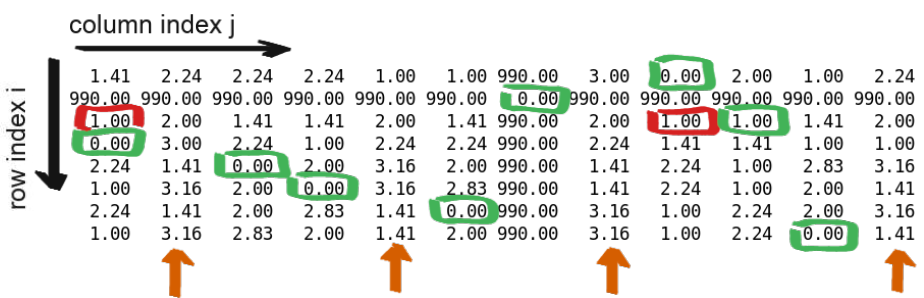 column index j
row index i
1.41 2.24 2.24 2.24 1.00 1.00 990.00 3.00 0.00 2.00 1.00 2.24
990.00 990.00 990.00 990.00 990.00 990.00 0.00 990.00 990.00 990.00 990.00 990.00
1.00 2.00 1.41 1.41 2.00 1.41 990.00 2.00 1.00 1.00 1.41 2.00
0.00 3.00 2.24 1.00 2.24 2.24 990.00 2.24 1.41 1.41 1.00 1.00
2.24 1.41 0.00 2.00 3.16 2.00 990.00 1.41 2.24 1.00 2.83 3.16
1.00 3.16 2.00 0.00 3.16 2.83 990.00 1.41 2.24 1.00 2.00 1.41
2.24 1.41 2.00 2.83 1.41 0.00 990.00 3.16 1.00 2.24 2.00 3.16
1.00 3.16 2.83 2.00 1.41 2.00 990.00 3.16 1.00 2.24 0.00 1.41